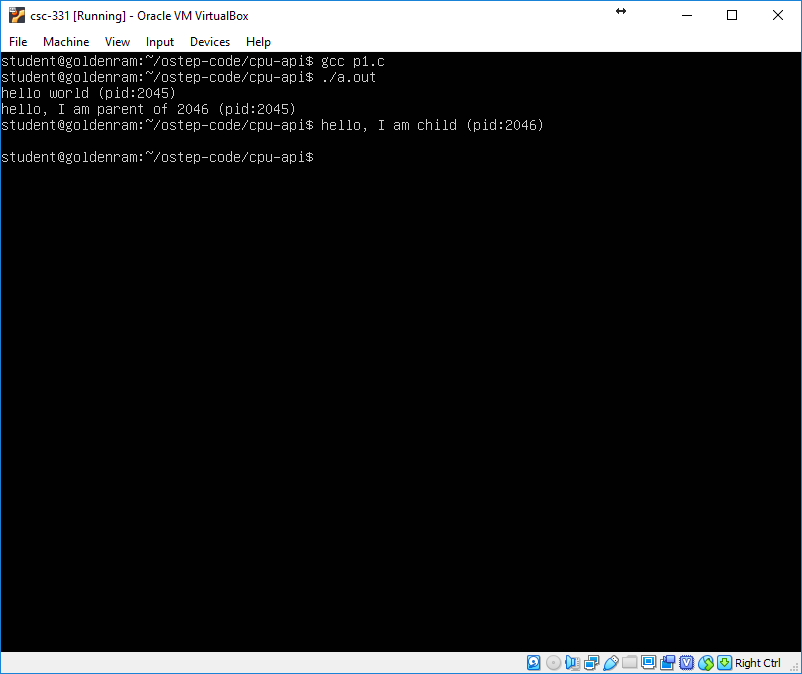 csc-331 [Running] - Oracle VM VirtualBox
File Machine View Input Devices Help
student@goldenram:~/ostep-code/cpu-api$ gcc p1.c
student@goldenram:~/ostep-code/cpu-api$ ./a.out
hello world (pid:2045)
hello, I am parent of 2046 (pid:2045)
student@goldenram:~/ostep-code/cpu-api$ hello, I am child (pid:2046)
student@goldenram:~/ostep-code/cpu-api$
Right Ctrl